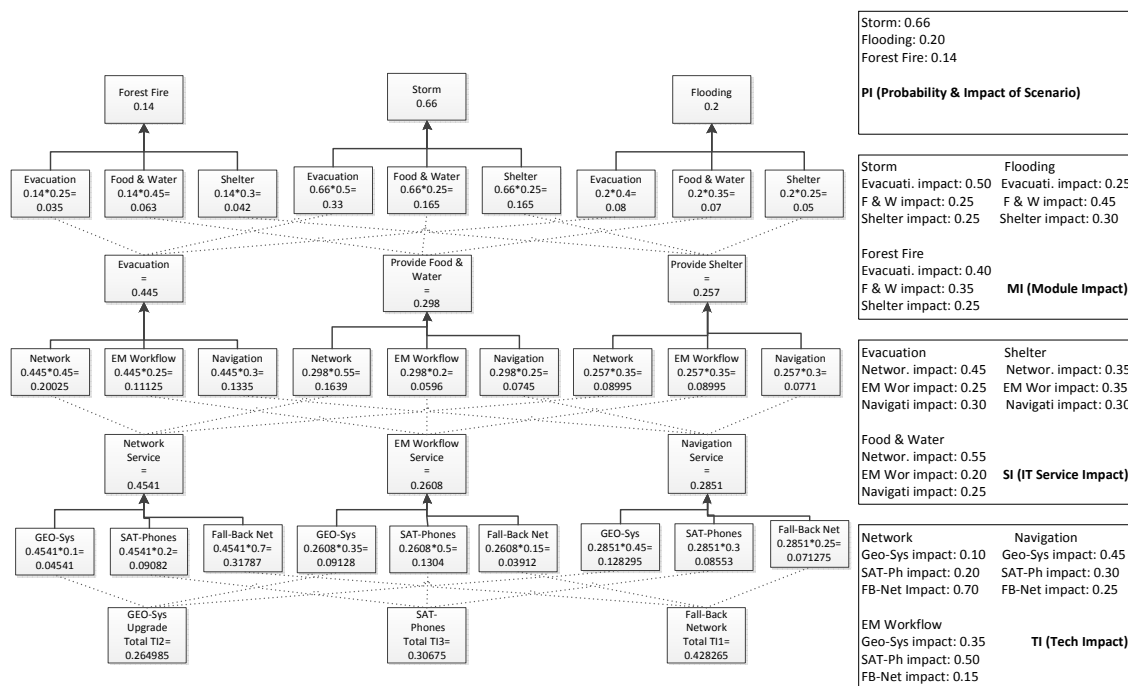 Storm: 0.66
Flooding: 0.20
Forest Fire: 0.14
PI (Probability & Impact of Scenario)
Forest Fire
0.14
Storm
0.66
Flooding
0.2
Evacuation
0.14*0.25=
0.035
Food & Water
0.14*0.45=
0.063
Shelter
0.14*0.3=
0.042
Evacuation
0.66*0.5=
0.33
Food & Water
0.66*0.25=
0.165
Shelter
0.66*0.25=
0.165
Evacuation
0.2*0.4=
0.08
Food & Water
0.2*0.35=
0.07
Shelter
0.2*0.25=
0.05
Storm
Evacuati. impact: 0.50
F & W impact: 0.25
Shelter impact: 0.25
Flooding
Evacuati. impact: 0.25
F & W impact: 0.45
Shelter impact: 0.30
Forest Fire
Evacuati. impact: 0.40
F & W impact: 0.35
Shelter impact: 0.25
MI (Module Impact)
Evacuation
=
0.445
Provide Food &
Water
=
0.298
Provide Shelter
=
0.257
Network
0.445*0.45=
0.20025
EM Workflow
0.445*0.25=
0.11125
Navigation
0.445*0.3=
0.1335
Network
0.298*0.55=
0.1639
EM Workflow
0.298*0.2=
0.0596
Navigation
0.298*0.25=
0.0745
Network
0.257*0.35=
0.08995
EM Workflow
0.257*0.35=
0.08995
Navigation
0.257*0.3=
0.0771
Evacuation
Networ. impact: 0.45
EM Wor impact: 0.25
Navigati impact: 0.30
Shelter
Networ. impact: 0.35
EM Wor impact: 0.35
Navigati impact: 0.30
Food & Water
Networ. impact: 0.55
EM Wor impact: 0.20
Navigati impact: 0.25
SI (IT Service Impact)
Network
Service
=
0.4541
EM Workflow
Service
=
0.2608
Navigation
Service
=
0.2851
GEO-Sys
0.4541*0.1=
0.04541
SAT-Phones
0.4541*0.2=
0.09082
Fall-Back Net
0.4541*0.7=
0.31787
GEO-Sys
0.2608*0.35=
0.09128
SAT-Phones
0.2608*0.5=
0.1304
Fall-Back Net
0.2608*0.15=
0.03912
GEO-Sys
0.2851*0.45=
0.128295
SAT-Phones
0.2851*0.3
0.08553
Fall-Back Net
0.2851*0.25=
0.071275
Network
Geo-Sys impact: 0.10
SAT-Ph impact: 0.20
FB-Net Impact: 0.70
Navigation
Geo-Sys impact: 0.45
SAT-Ph impact: 0.30
FB-Net impact: 0.25
EM Workflow
Geo-Sys impact: 0.35
SAT-Ph impact: 0.50
FB-Net impact: 0.15
TI (Tech Impact)
GEO-Sys
Upgrade
Total TI2=
0.264985
SAT-
Phones
Total TI3=
0.30675
Fall-Back
Network
Total TI1=
0.428265